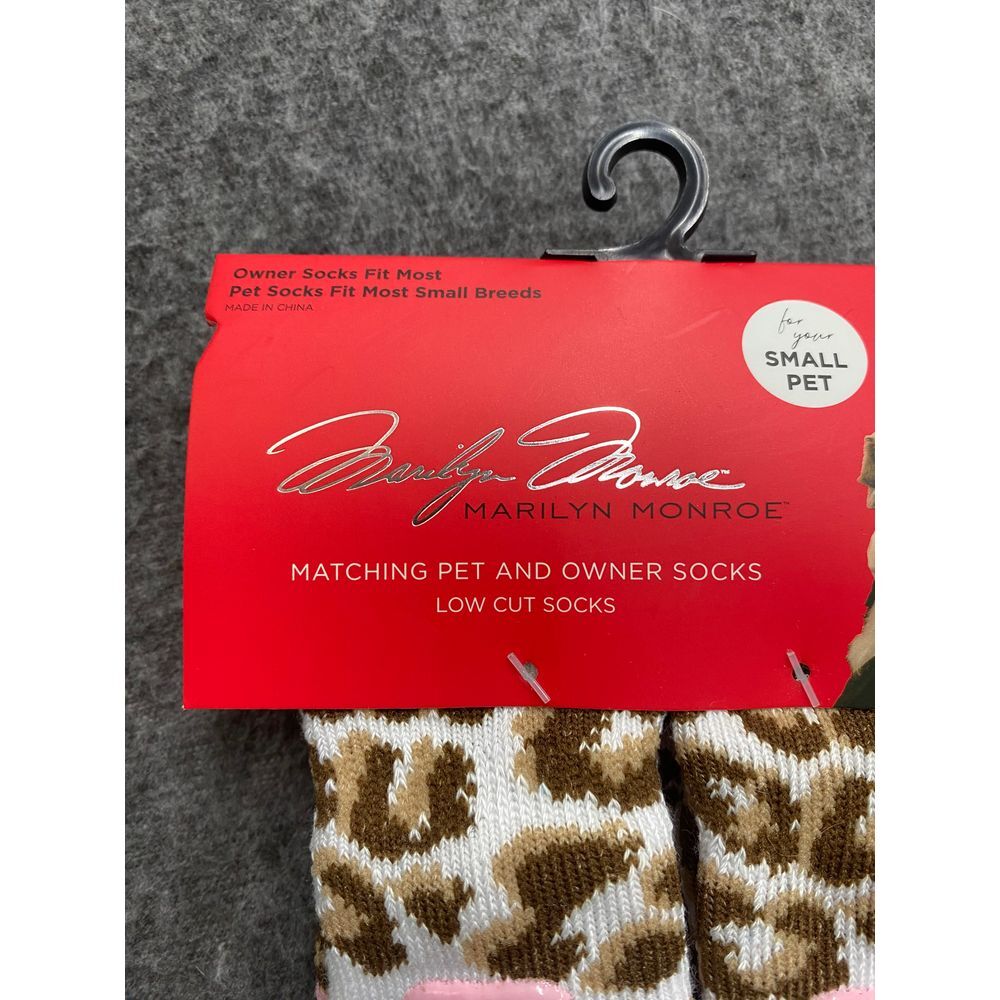 Owner Socks Fit Most
Pet Socks Fit Most Small Breeds
MADE IN CHINA
for
your
SMALL
PET
Marilyn Monroe™
MARILYN MONROE™
MATCHING PET AND OWNER SOCKS
LOW CUT SOCKS